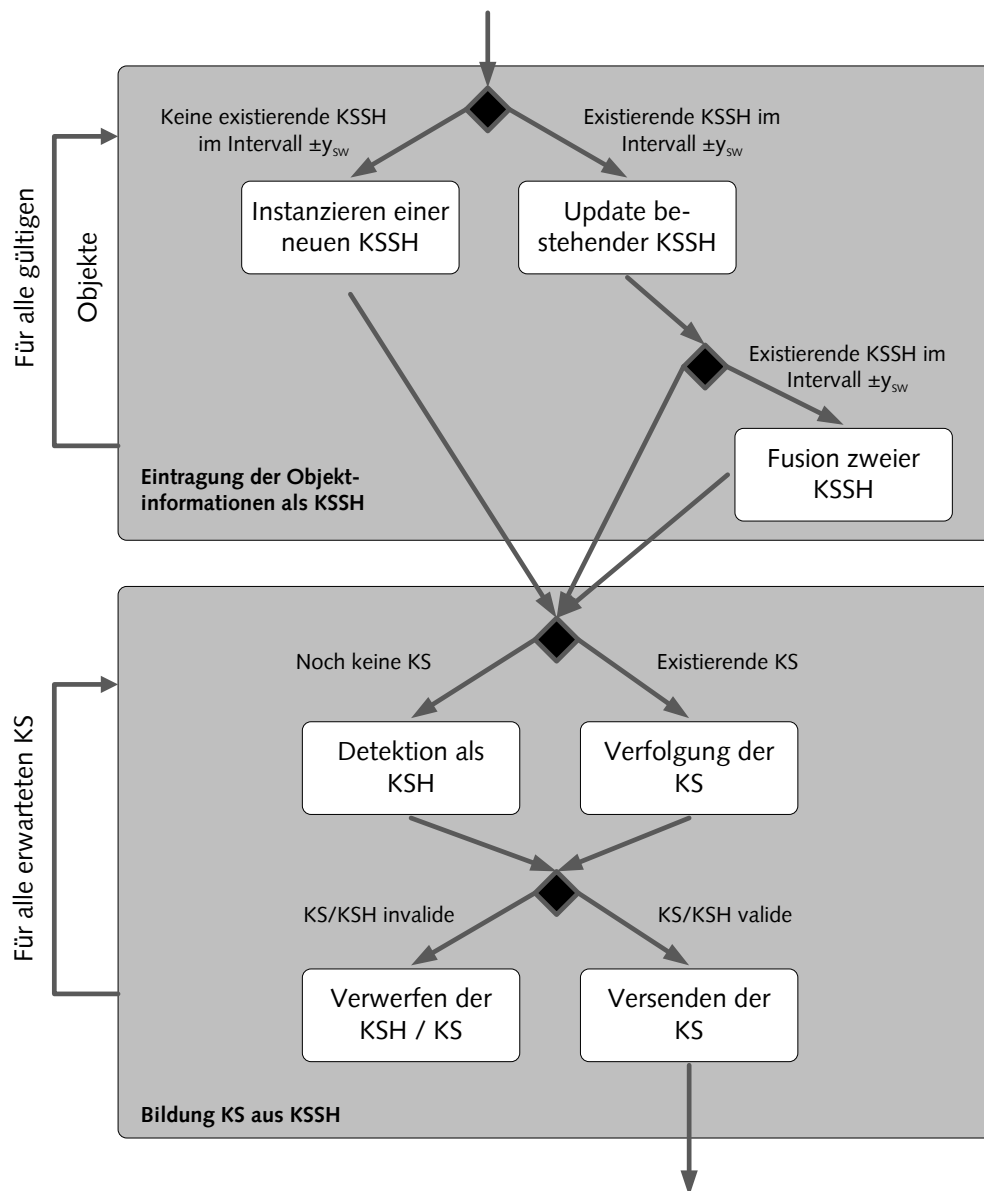 Keine existierende KSSH
im Intervall ±ysw
Existierende KSSH im
Intervall ±ysw
Für alle gültigen
Objekte
Instanzieren einer
neuen KSSH
Update be-
stehender KSSH
Existierende KSSH im
Intervall ±ysw
Fusion zweier
KSSH
Eintragung der Objekt-
informationen als KSSH
Noch keine KS
Existierende KS
Für alle erwarteten KS
Detektion als
KSH
Verfolgung der
KS
KS/KSH invalide
KS/KSH valide
Verwerfen der
KSH / KS
Versenden der
KS
Bildung KS aus KSSH